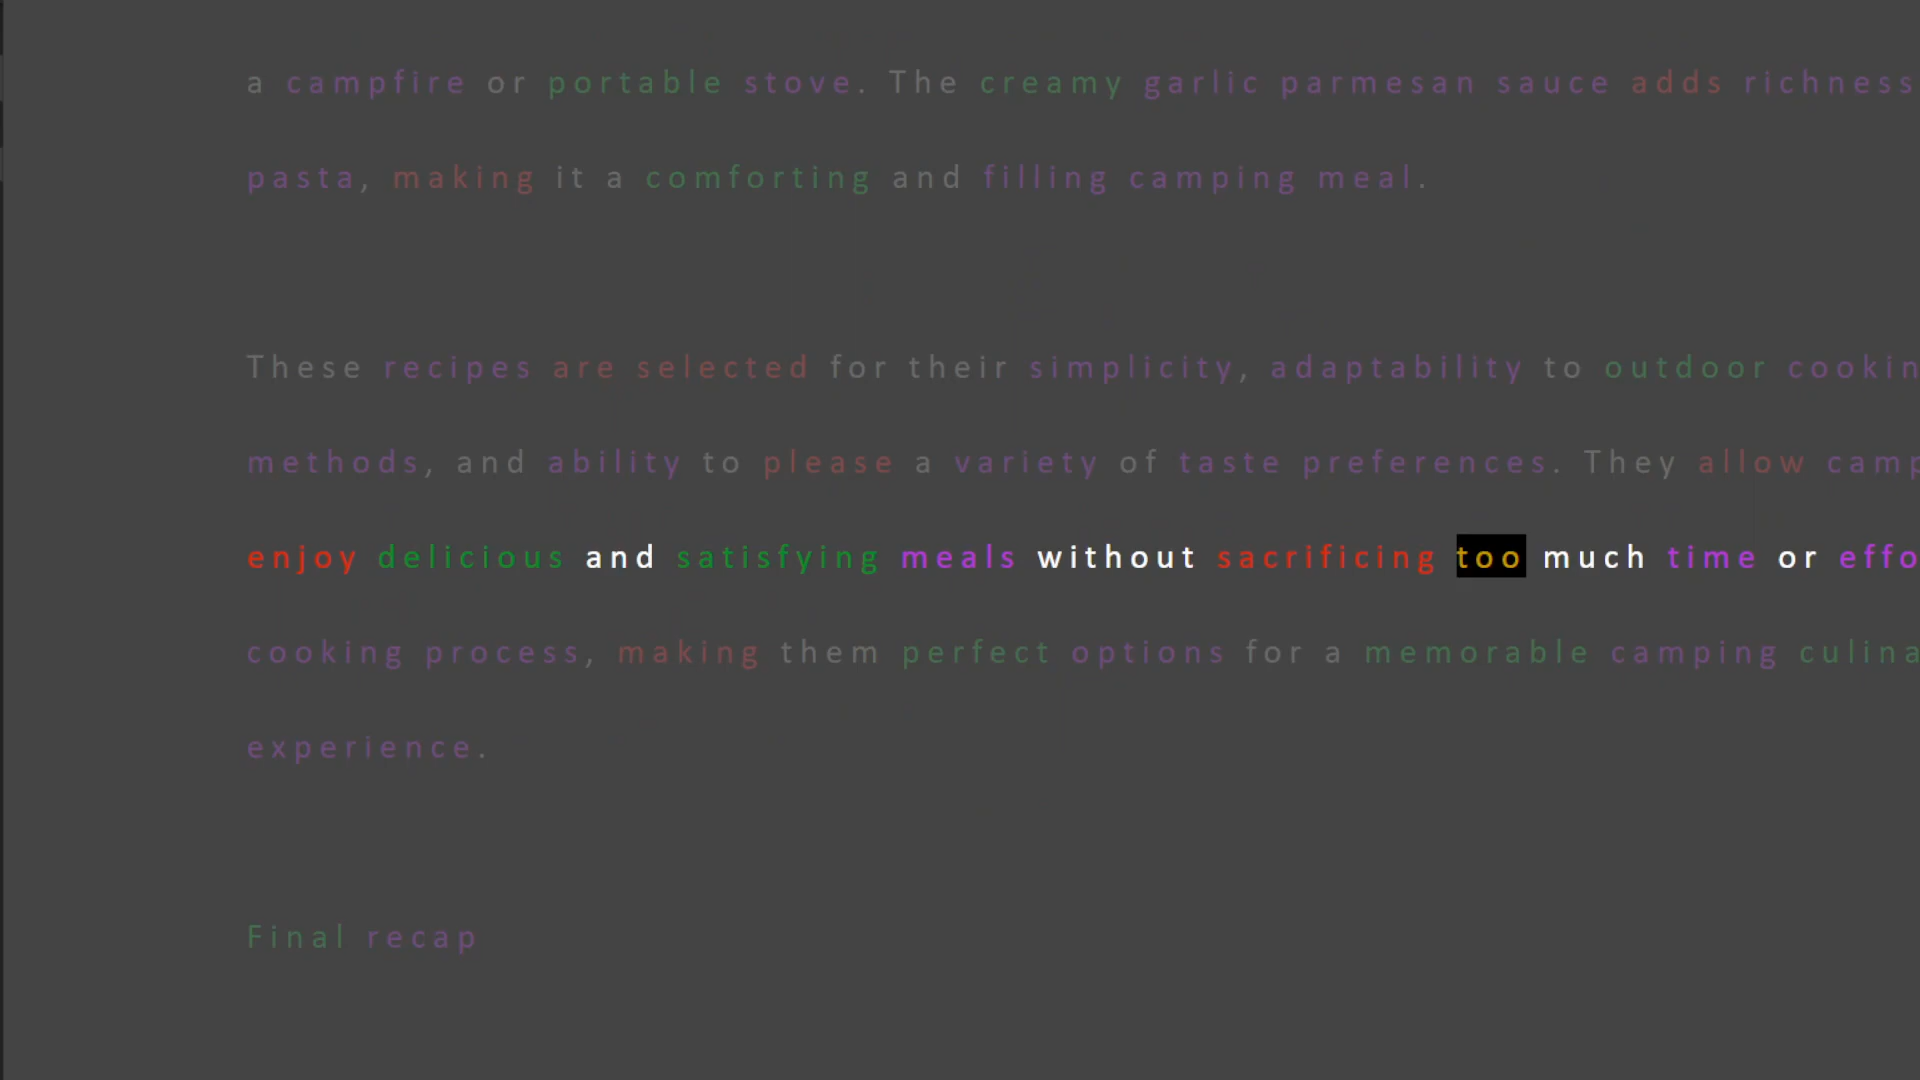 a campfire or portable stove. The creamy garlic parmesan sauce adds richness
pasta, making it a comforting and filling camping meal.
These recipes are selected for their simplicity, adaptability to outdoor cookin
methods, and ability to please a variety of taste preferences. They allow camp
enjoy delicious and satisfying meals without sacrificing too much time or effo
cooking process, making them perfect options for a memorable camping culina
experience.
Final recap